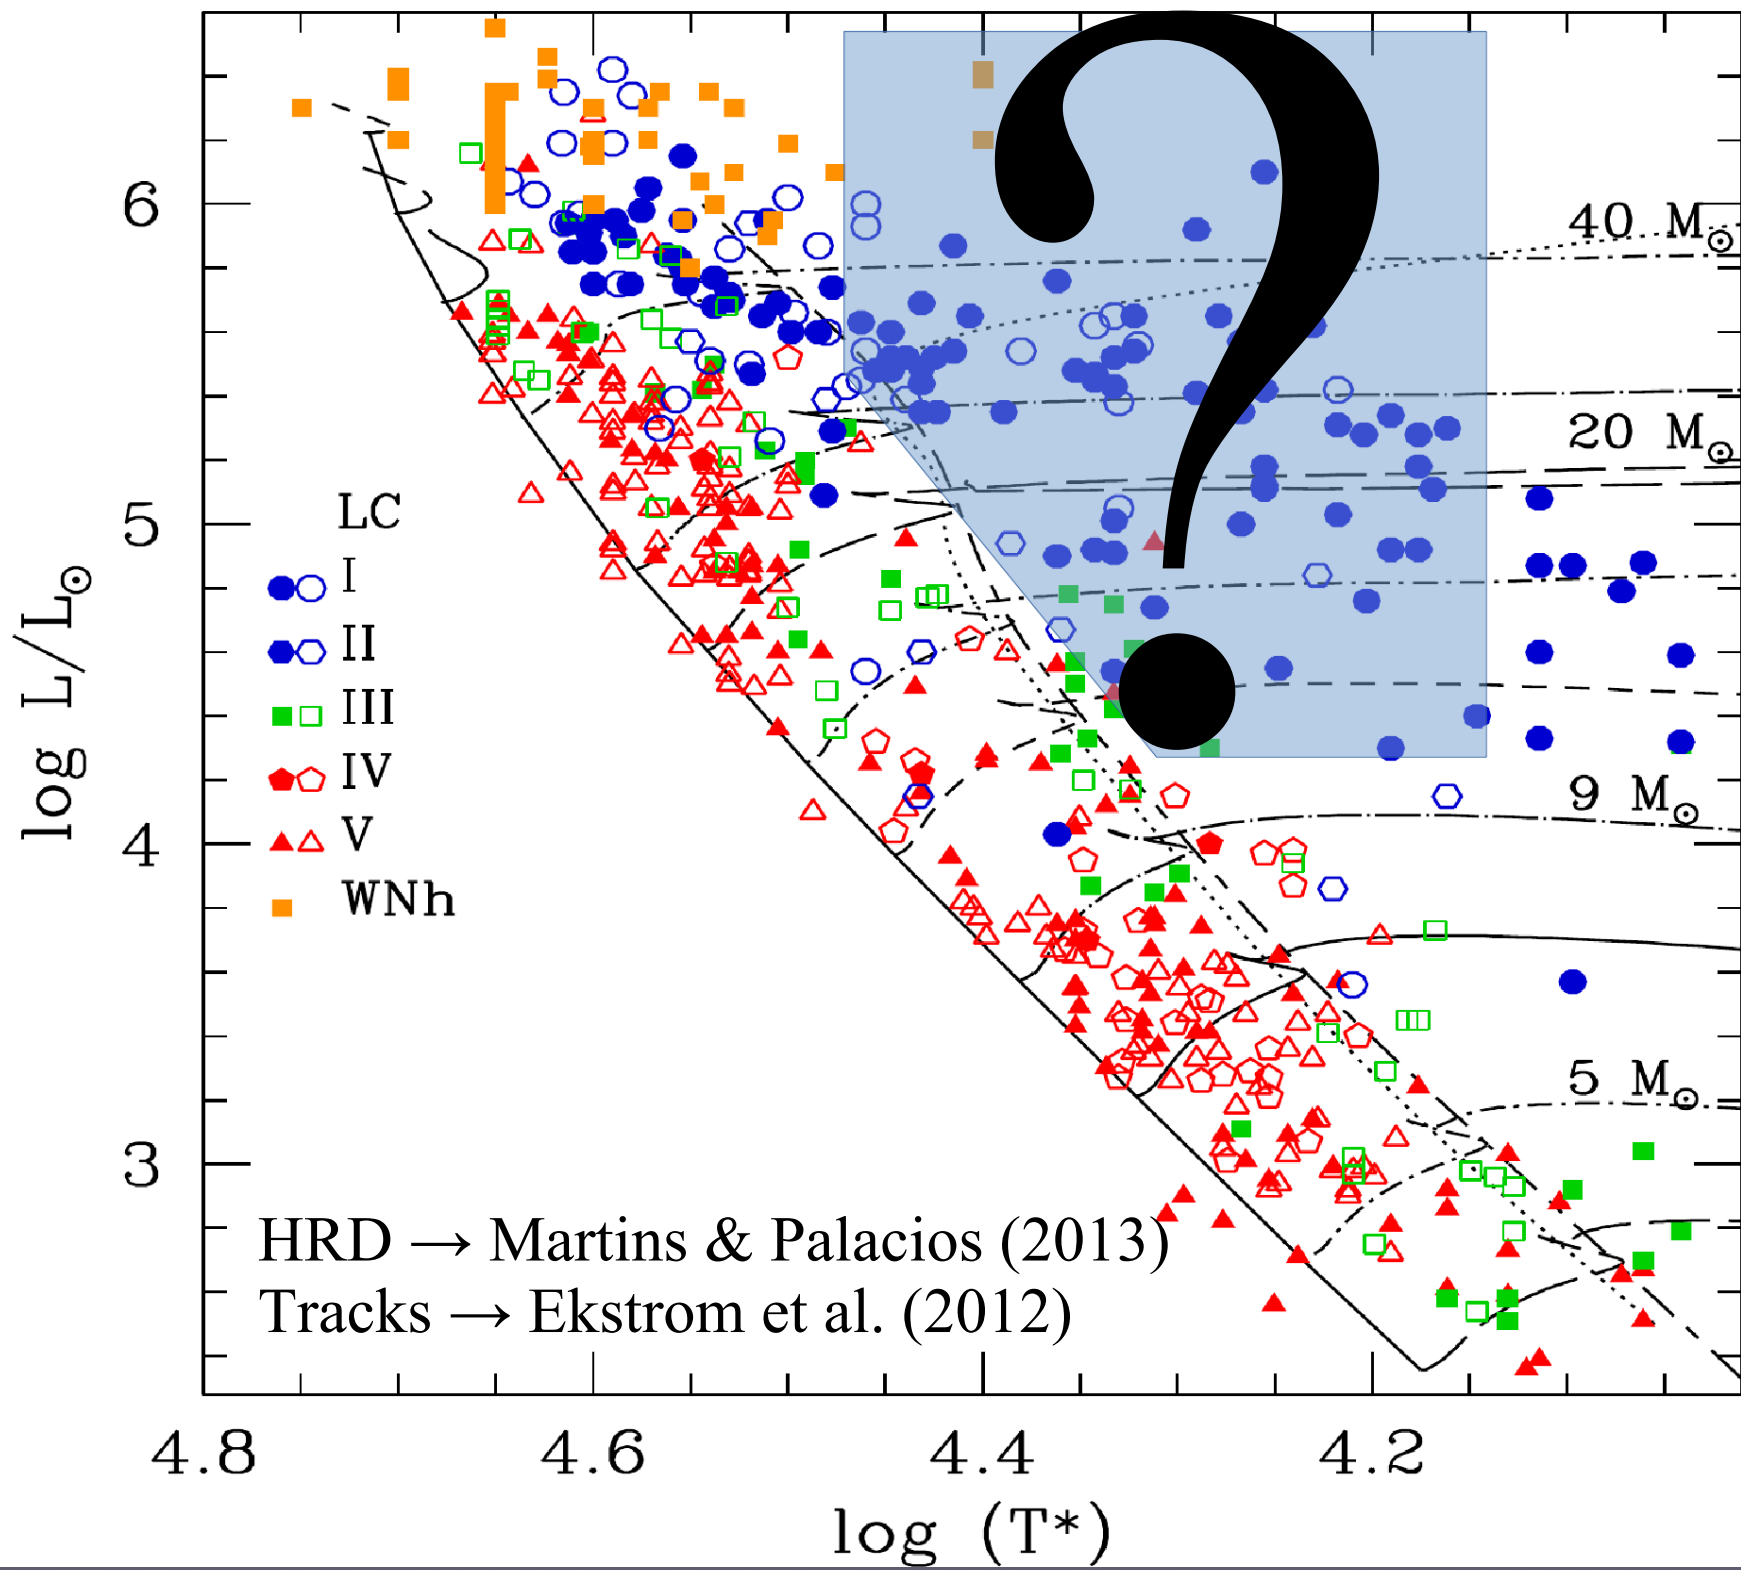 ?
6
40 M⊙
20 M⊙
5
LC
I
II
III
IV
V
WNh
log L/L⊙
9 M⊙
4
5 M⊙
3
HRD → Martins & Palacios (2013)
Tracks → Ekstrom et al. (2012)
4.8 4.6 4.4 4.2
log (T*)